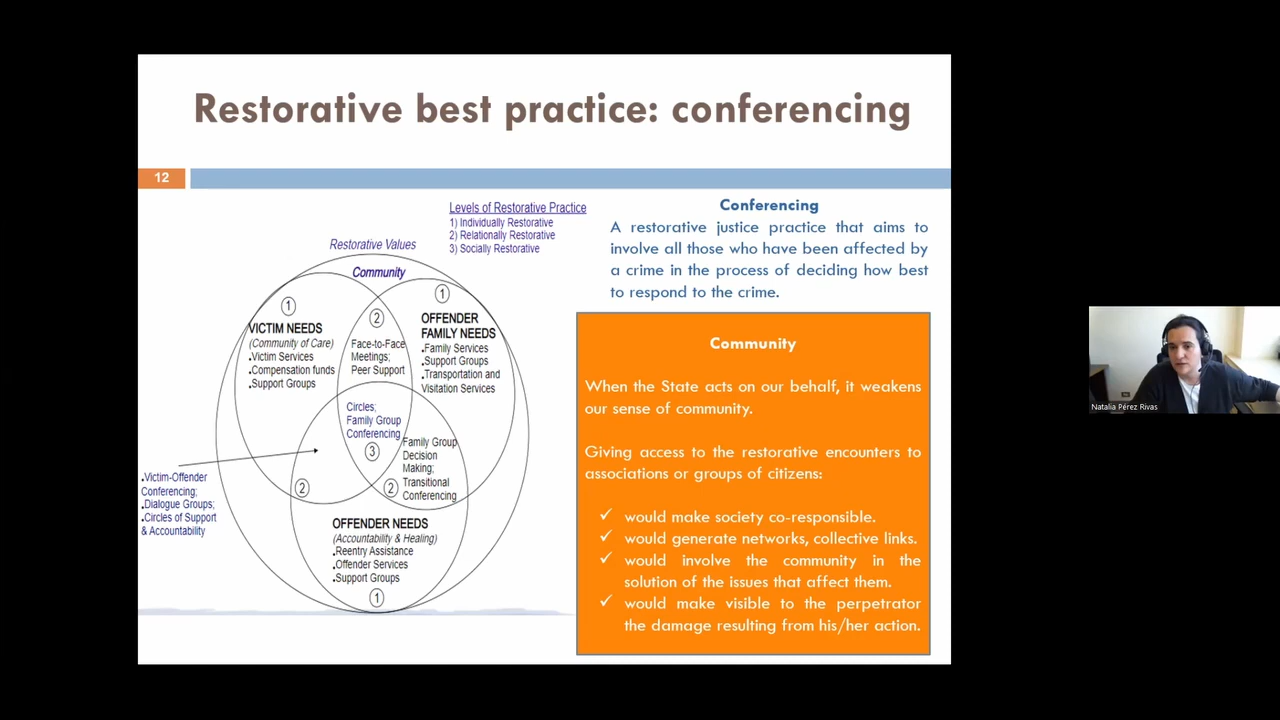 Restorative best practice: conferencing
12
Levels of Restorative Practice
1) Individually Restorative
2) Relationally Restorative
3) Socially Restorative
Restorative Values
Community
1
VICTIM NEEDS
(Community of Care)
•Victim Services
•Compensation funds
•Support Groups
2
Face-to-Face
Meetings;
Peer Support
1
OFFENDER
FAMILY NEEDS
•Family Services
•Support Groups
•Transportation and
Visitation Services
Circles;
Family Group
Conferencing
3
Family Group
Decision
Making;
Transitional
Conferencing
2
2
•Victim-Offender
Conferencing;
•Dialogue Groups;
•Circles of Support
& Accountability
OFFENDER NEEDS
(Accountability & Healing)
•Reentry Assistance
•Offender Services
•Support Groups
1
Conferencing
A restorative justice practice that aims to
involve all those who have been affected by
a crime in the process of deciding how best
to respond to the crime.
Community
When the State acts on our behalf, it weakens
our sense of community.
Giving access to the restorative encounters to
associations or groups of citizens:
✓ would make society co-responsible.
✓ would generate networks, collective links.
✓ would involve the community in the
solution of the issues that affect them.
✓ would make visible to the perpetrator
the damage resulting from his/her action.
Natalia Pérez Rivas